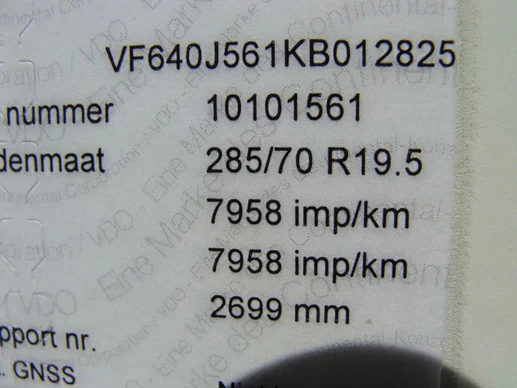 VF640J561KB012825
nummer 10101561
denmaat 285/70 R19.5
7958 imp/km
7958 imp/km
2699 mm
pport nr.
. GNSS